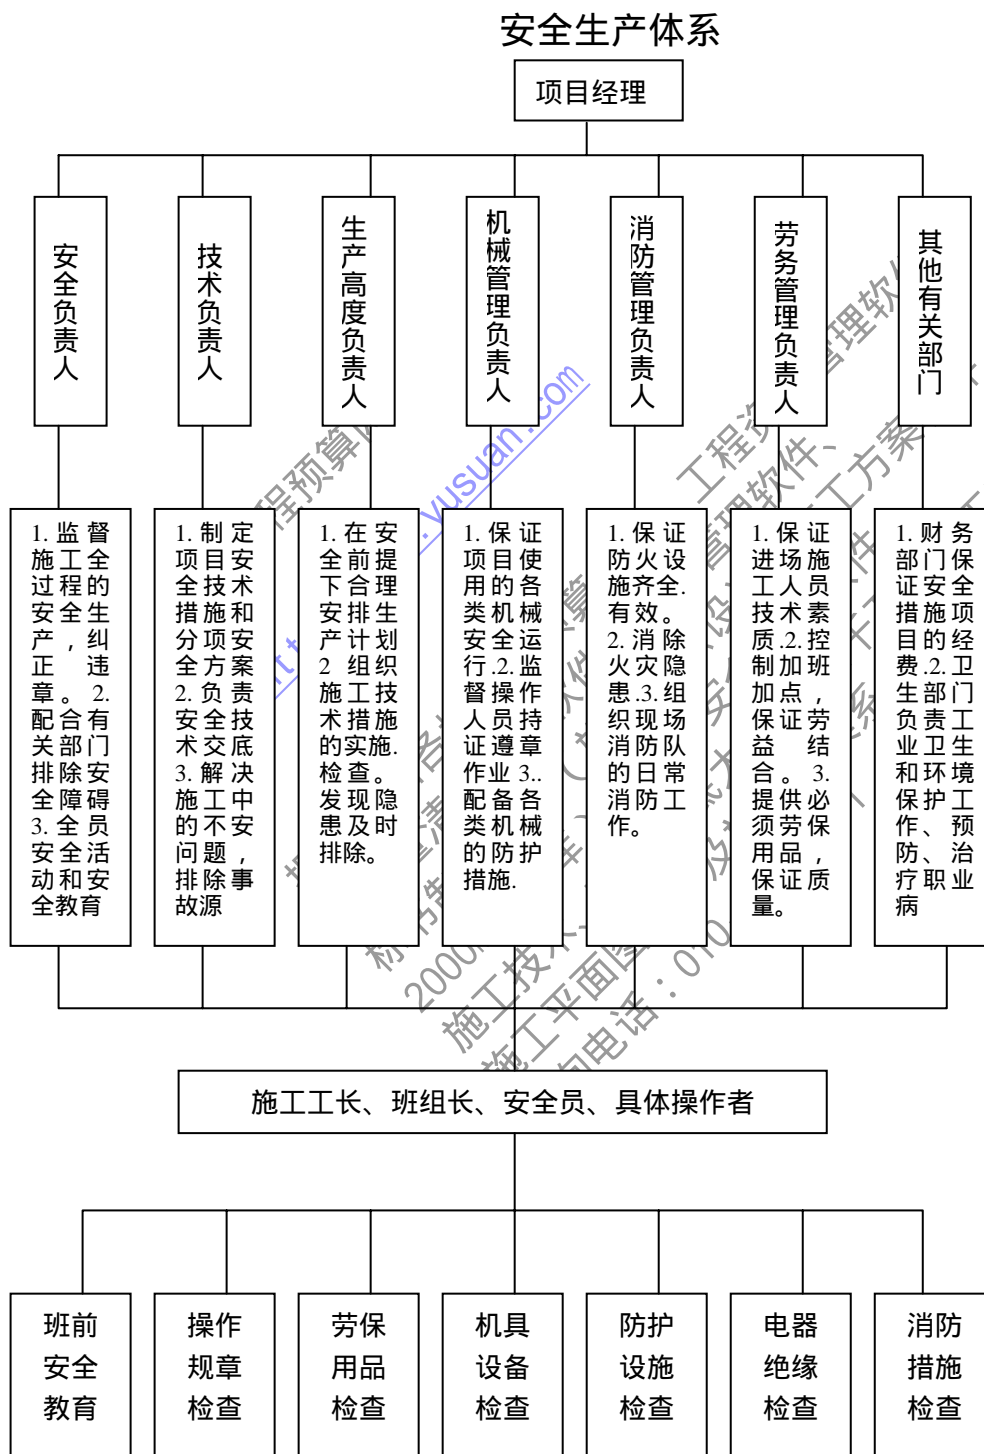 安全生产体系
项目经理
安全负责人
技术负责人
生产高度负责人
机械管理负责人
消防管理负责人
劳务管理负责人
其他有关部门
1. 监督
施工全
过程的
安全生
产，纠
正违
章。2.
配合有
关部门
排除安
全障碍
3. 全员
安全活
动和安
全教育
1. 制定
项目安
全技术
措施和
分项安
全方案
2. 负责
安全技
术交底
3. 解决
施工中
的不安
问题，
排除事
故源
1. 在安
全前提
下合理
安排生
产计划
2 组织
施工技
术措施
的实施.
检查。
发现隐
患及时
排除。
1. 保证
项目使
用的各
类机械
安全运
行.2.监
督操作
人员持
证遵章
作业 3..
配备各
类机械
的防护
措施.
1. 保证
防火设
施齐全.
有效。
2. 消除
火灾隐
患.3.组
织现场
消防队
的日常
消防工
作。
1. 保证
进场施
工人员
技术素
质.2.控
制加班
加点，
保证劳
益结
合。3.
提供必
须劳保
用品，
保证质
量。
1. 财务
部门保
证安全
措施项
目的经
费.2.卫
生部门
负责工
业卫生
和环境
保护工
作、预
防、治
疗职业
病
施工工长、班组长、安全员、具体操作者
班前
安全
教育
操作
规章
检查
劳保
用品
检查
机具
设备
检查
防护
设施
检查
电器
绝缘
检查
消防
措施
检查